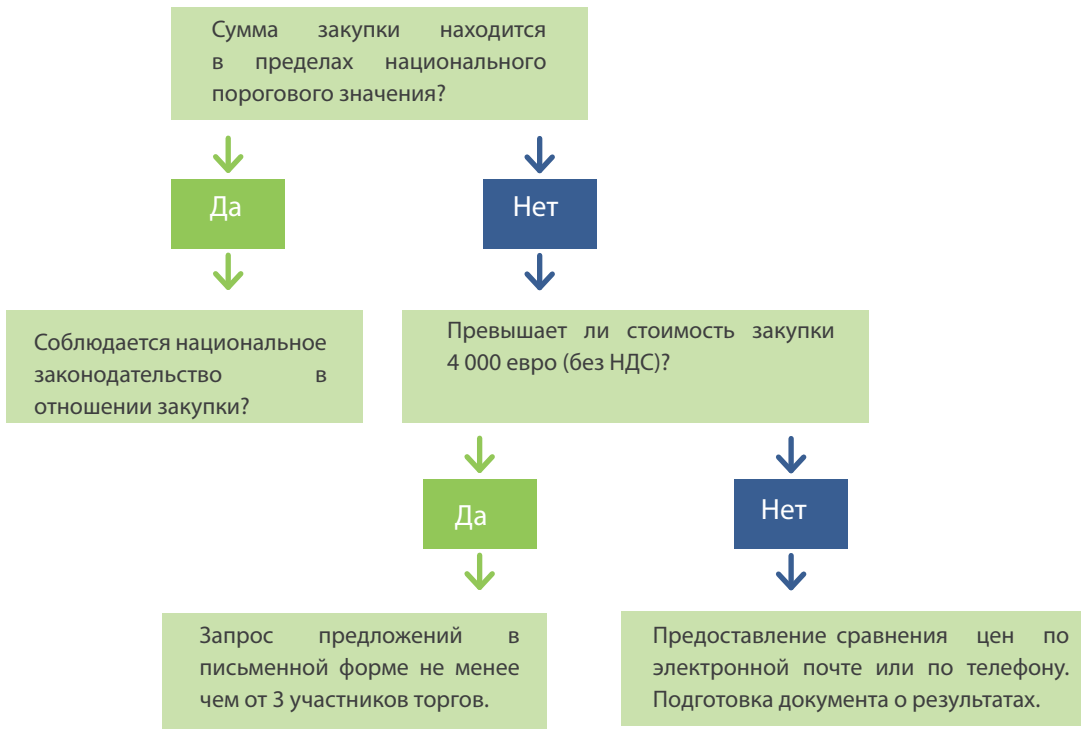 Сумма закупки находится
в пределах национального
порогового значения?
Да
Нет
Соблюдается национальное
законодательство в
отношении закупки?
Превышает ли стоимость закупки
4 000 евро (без НДС)?
Да
Нет
Запрос предложений в
письменной форме не менее
чем от 3 участников торгов.
Предоставление сравнения цен по
электронной почте или по телефону.
Подготовка документа о результатах.